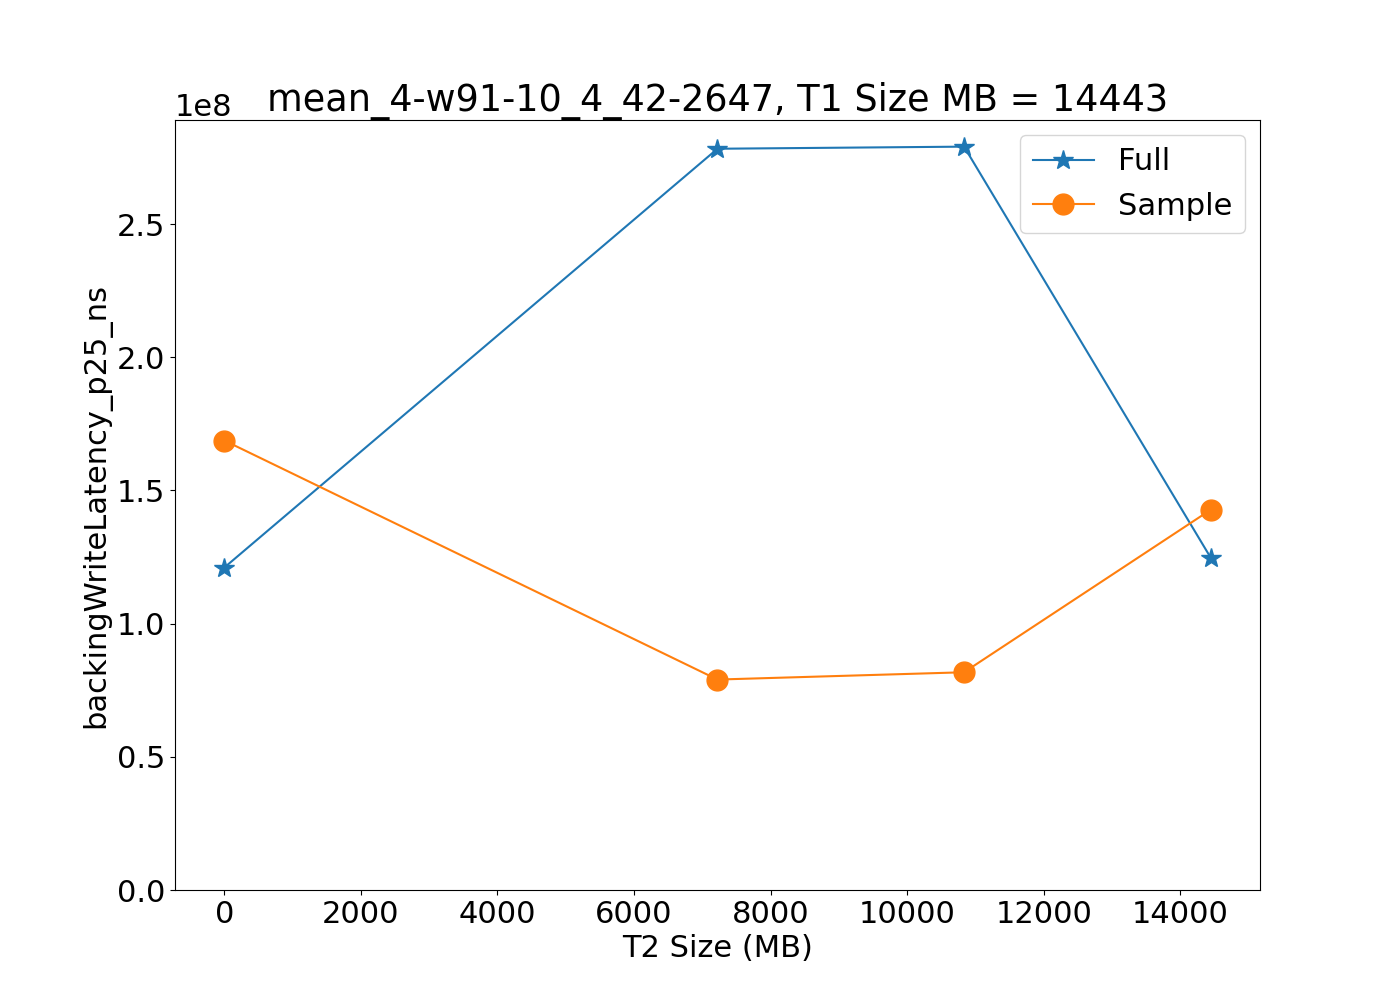 1e8
mean_4-w91-10_4_42-2647, T1 Size MB = 14443
Full
Sample
backingWriteLatency_p25_ns
2.5
2.0
1.5
1.0
0.5
0.0
0 2000 4000 6000 8000 10000 12000 14000
T2 Size (MB)